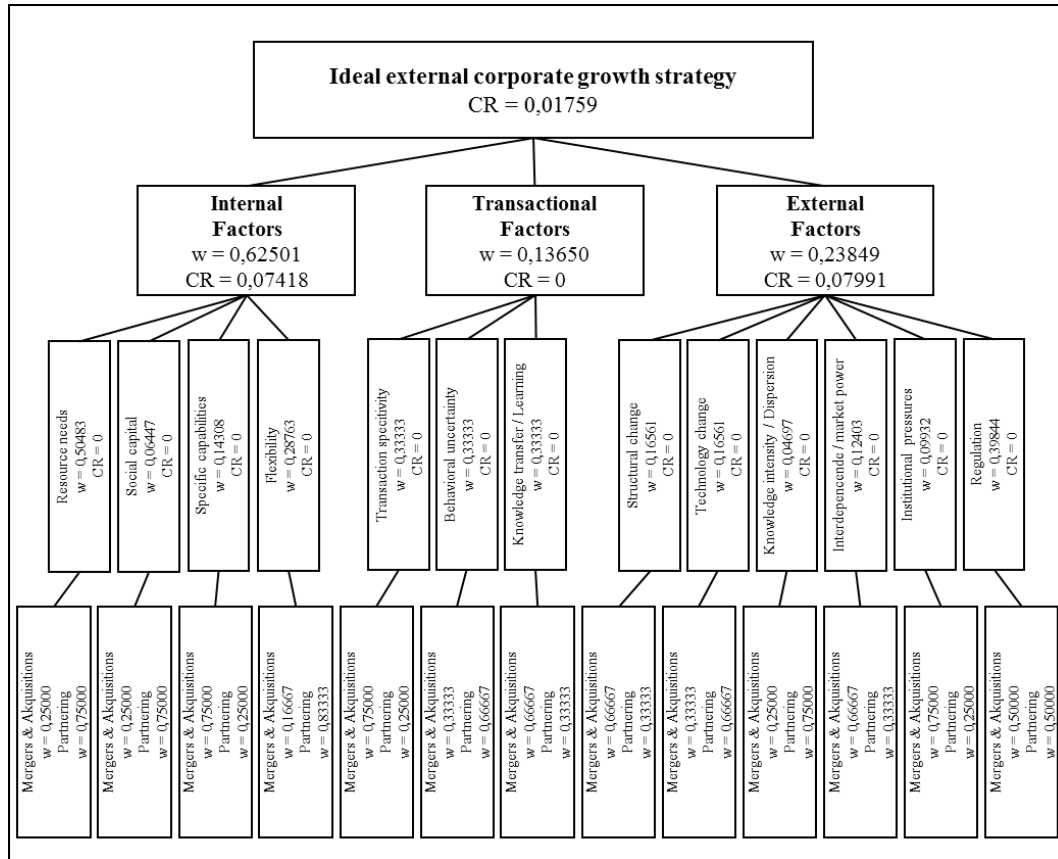 Ideal external corporate growth strategy
CR = 0,01759
Internal
Factors
w = 0,62501
CR = 0,07418
Transactional
Factors
w = 0,13650
CR = 0
External
Factors
w = 0,23849
CR = 0,07991
Resource needs
w = 0,50483
CR = 0
Social capital
w = 0,06447
CR = 0
Specific capabilities
w = 0,14308
CR = 0
Flexibility
w = 0,28763
CR = 0
Transaction specitivity
w = 0,33333
CR = 0
Behavioral uncertainty
w = 0,33333
CR = 0
Knowledge transfer / Learning
w = 0,33333
CR = 0
Structural change
w = 0,16561
CR = 0
Technology change
w = 0,16561
CR = 0
Knowledge intensity / Dispersion
w = 0,04697
CR = 0
Interdepencende / market power
w = 0,12403
CR = 0
Institutional pressures
w = 0,09932
CR = 0
Regulation
w = 0,39844
CR = 0
Mergers & Akquisitions
w = 0,25000
Partnering
w = 0,75000
Mergers & Akquisitions
w = 0,25000
Partnering
w = 0,75000
Mergers & Akquisitions
w = 0,75000
Partnering
w = 0,25000
Mergers & Akquisitions
w = 0,16667
Partnering
w = 0,83333
Mergers & Akquisitions
w = 0,75000
Partnering
w = 0,25000
Mergers & Akquisitions
w = 0,33333
Partnering
w = 0,66667
Mergers & Akquisitions
w = 0,66667
Partnering
w = 0,33333
Mergers & Akquisitions
w = 0,66667
Partnering
w = 0,33333
Mergers & Akquisitions
w = 0,33333
Partnering
w = 0,66667
Mergers & Akquisitions
w = 0,25000
Partnering
w = 0,75000
Mergers & Akquisitions
w = 0,66667
Partnering
w = 0,33333
Mergers & Akquisitions
w = 0,75000
Partnering
w = 0,25000
Mergers & Akquisitions
w = 0,50000
Partnering
w = 0,50000